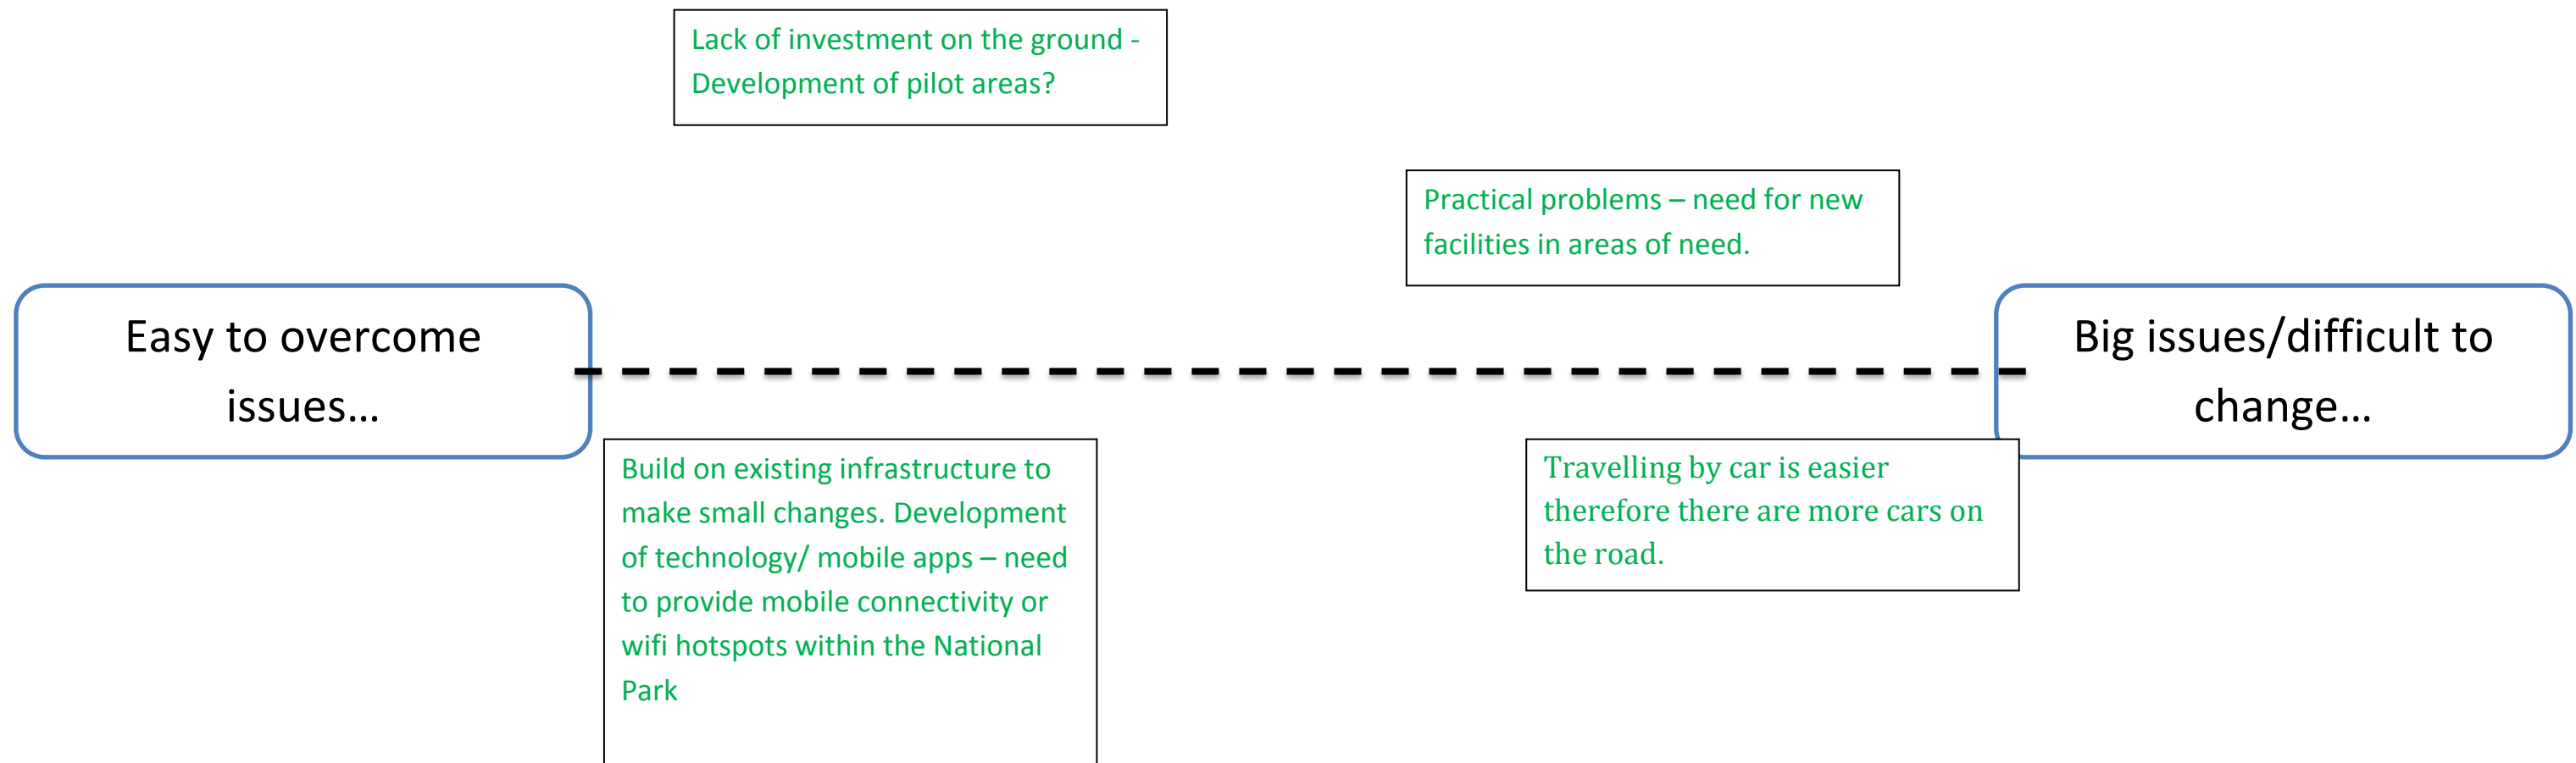 Lack of investment on the ground -
Development of pilot areas?
Practical problems – need for new
facilities in areas of need.
Easy to overcome
issues…
Big issues/difficult to
change…
Build on existing infrastructure to
make small changes. Development
of technology/ mobile apps – need
to provide mobile connectivity or
wifi hotspots within the National
Park
Travelling by car is easier
therefore there are more cars on
the road.